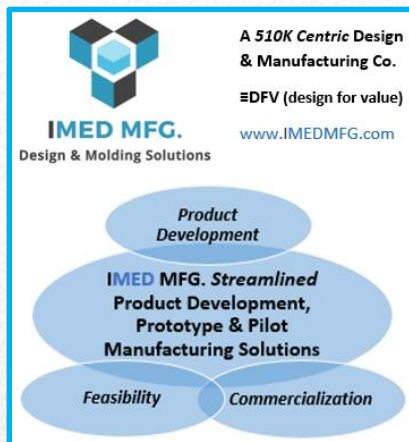 IMED MFG.
Design & Molding Solutions
A 510K Centric Design
& Manufacturing Co.
≡DFV (design for value)
www.IMEDMFG.com
Product
Development
IMED MFG. Streamlined
Product Development,
Prototype & Pilot
Manufacturing Solutions
Feasibility
Commercialization